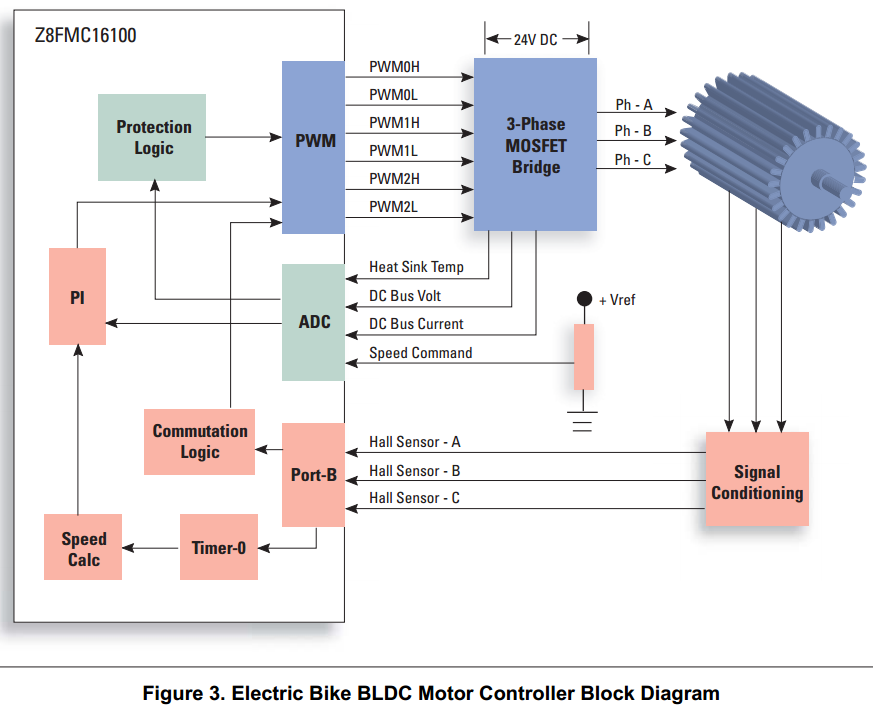 Z8FMC16100
24V DC
PWM0H
PWM0L
PWM1H
PWM1L
PWM2H
PWM2L
Protection
Logic
PWM
3-Phase
MOSFET
Bridge
Ph - A
Ph - B
Ph - C
PI
ADC
Heat Sink Temp
DC Bus Volt
DC Bus Current
Speed Command
+ Vref
Commutation
Logic
Port-B
Hall Sensor - A
Hall Sensor - B
Hall Sensor - C
Signal
Conditioning
Speed
Calc
Timer-0
Figure 3. Electric Bike BLDC Motor Controller Block Diagram